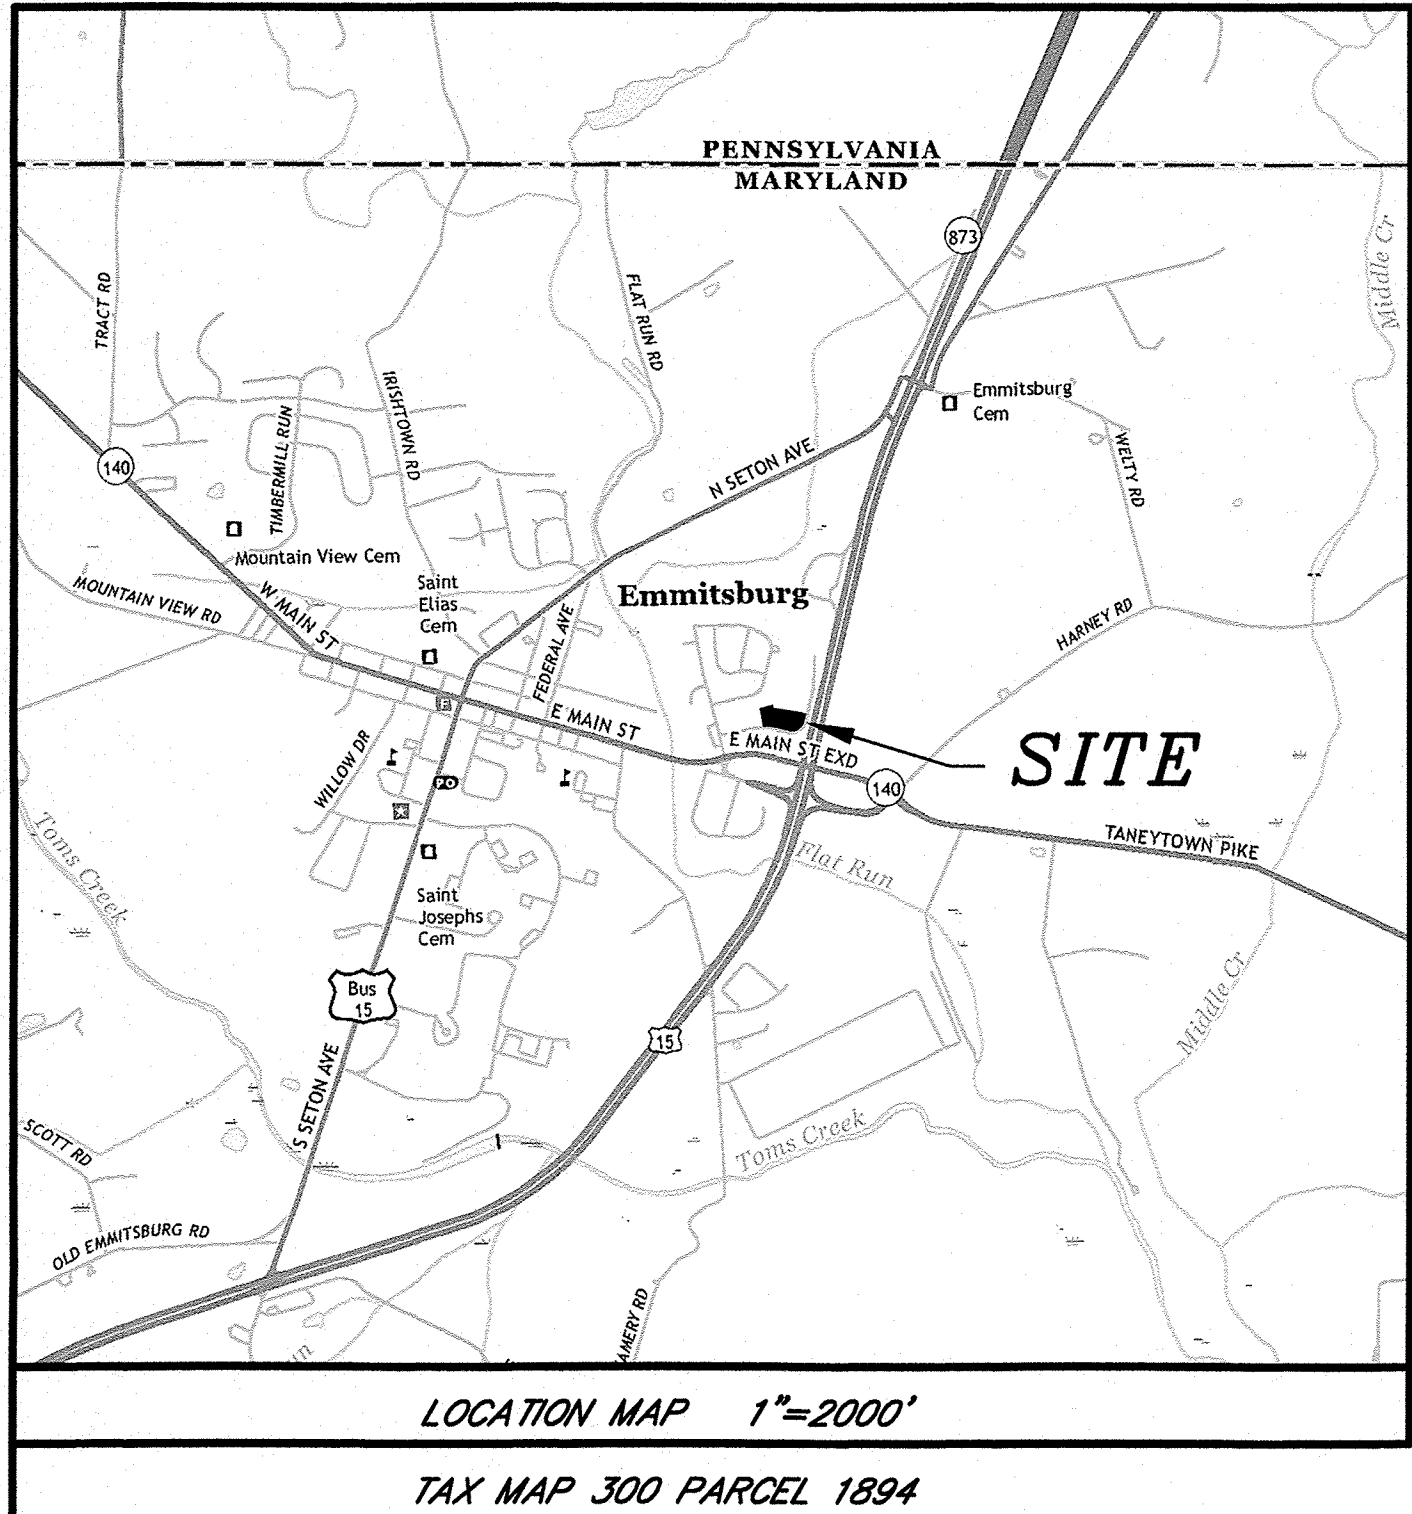 PENNSYLVANIA
MARYLAND
873
Middle Cr
TRACT RD
FLAT RUN RD
IRISHTOWN RD
TIMBERMILL RUN
Emmitsburg
Cem
WELTY RD
140
N SETON AVE
Mountain View Cem
MOUNTAIN VIEW RD
W MAIN ST
Saint
Elias
Cem
Emmitsburg
FEDERAL AVE
HARNEY RD
E MAIN ST
E MAIN ST EXD
SITE
WILLOW DR
PO
140
TANEYTOWN PIKE
Toms Creek
Flat Run
Saint
Josephs
Cem
Bus
15
15
Middle Cr
S SETON AVE
SCOTT RD
Toms Creek
OLD EMMITSBURG RD
AMERY RD
un
LOCATION MAP 1"=2000'
TAX MAP 300 PARCEL 1894